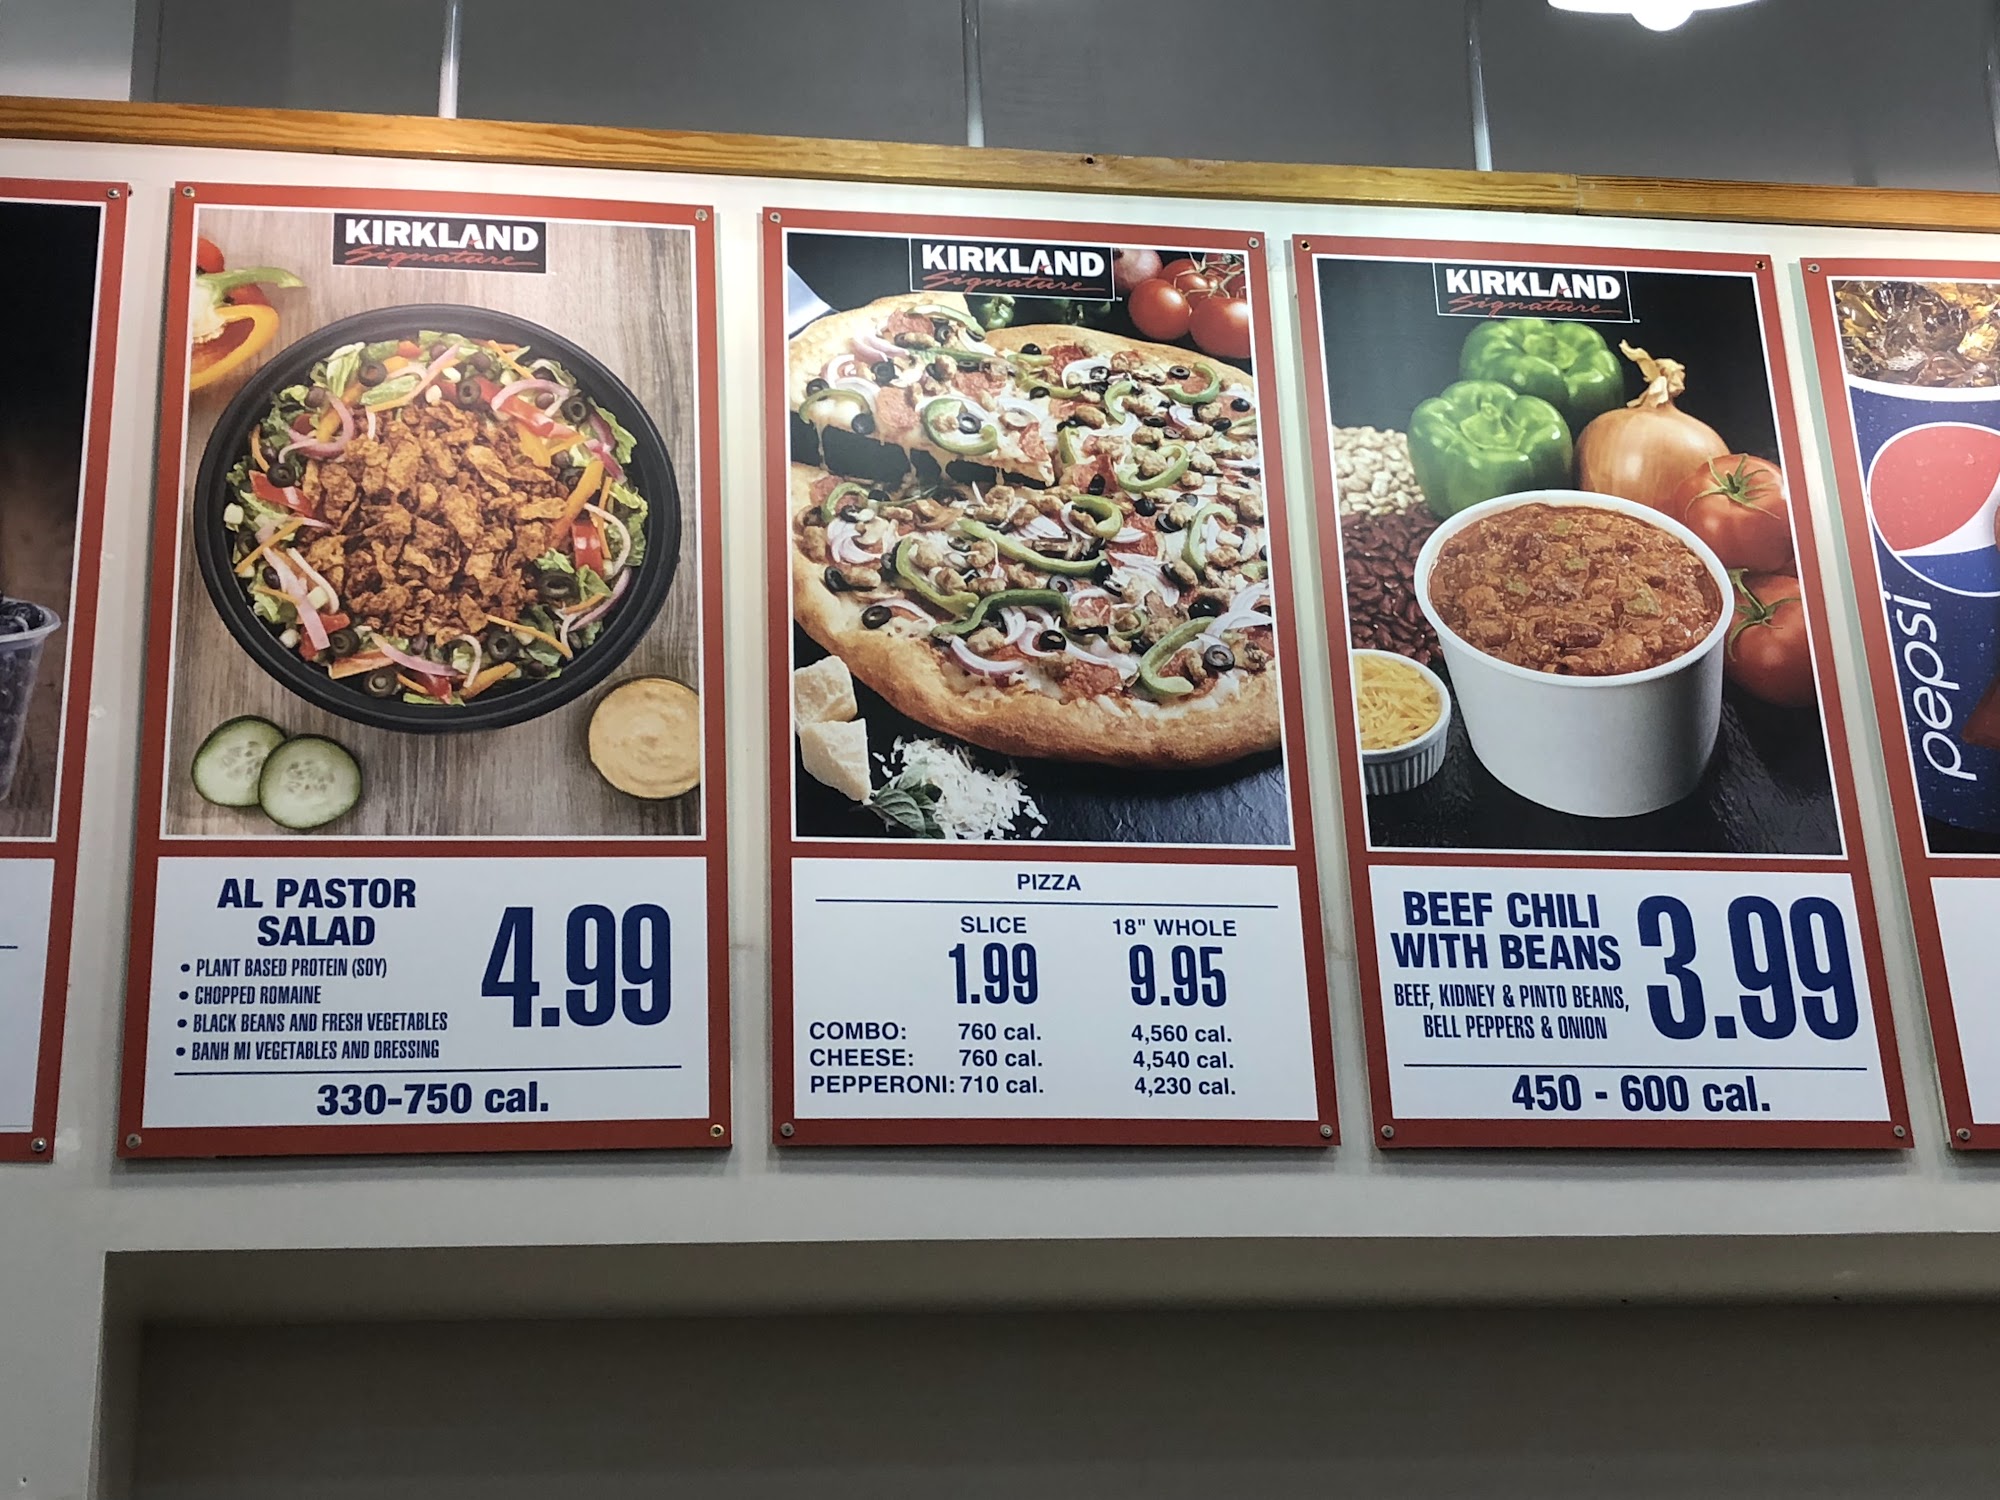 KIRKLAND
Signature
AL PASTOR
SALAD
4.99
• PLANT BASED PROTEIN (SOY)
• CHOPPED ROMAINE
• BLACK BEANS AND FRESH VEGETABLES
• BANH MI VEGETABLES AND DRESSING
330-750 cal.
KIRKLAND
Signature
PIZZA
SLICE 18" WHOLE
1.99 9.95
COMBO: 760 cal. 4,560 cal.
CHEESE: 760 cal. 4,540 cal.
PEPPERONI: 710 cal. 4,230 cal.
KIRKLAND
Signature™
BEEF CHILI
WITH BEANS
3.99
BEEF, KIDNEY & PINTO BEANS,
BELL PEPPERS & ONION
450 - 600 cal.
pepsi